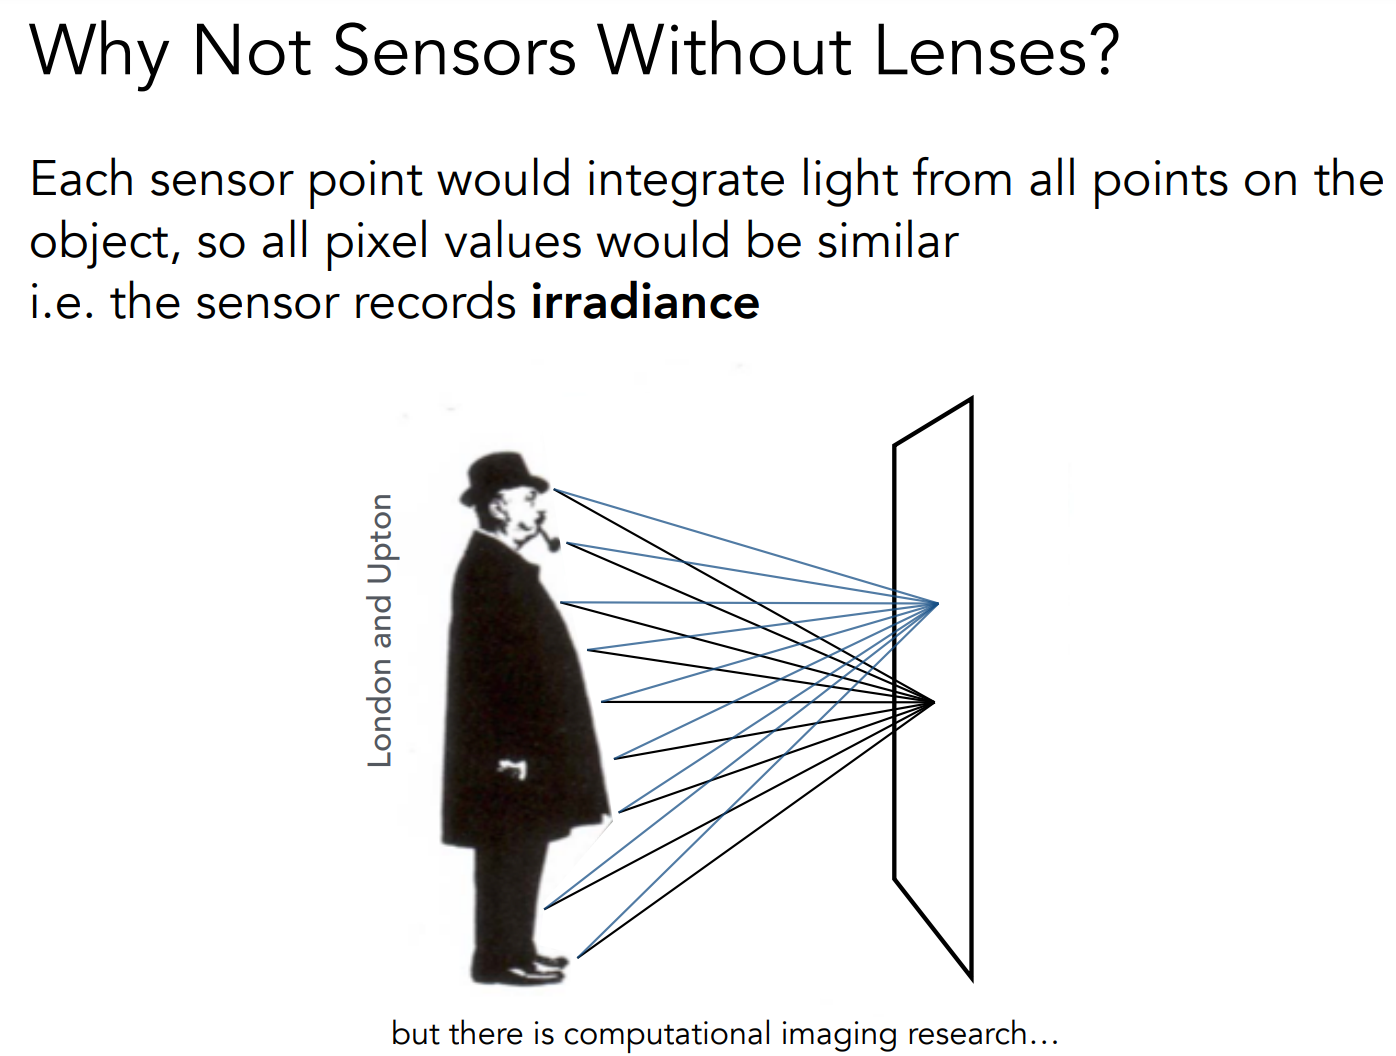 Why Not Sensors Without Lenses?
Each sensor point would integrate light from all points on the
object, so all pixel values would be similar
i.e. the sensor records irradiance
London and Upton
but there is computational imaging research…